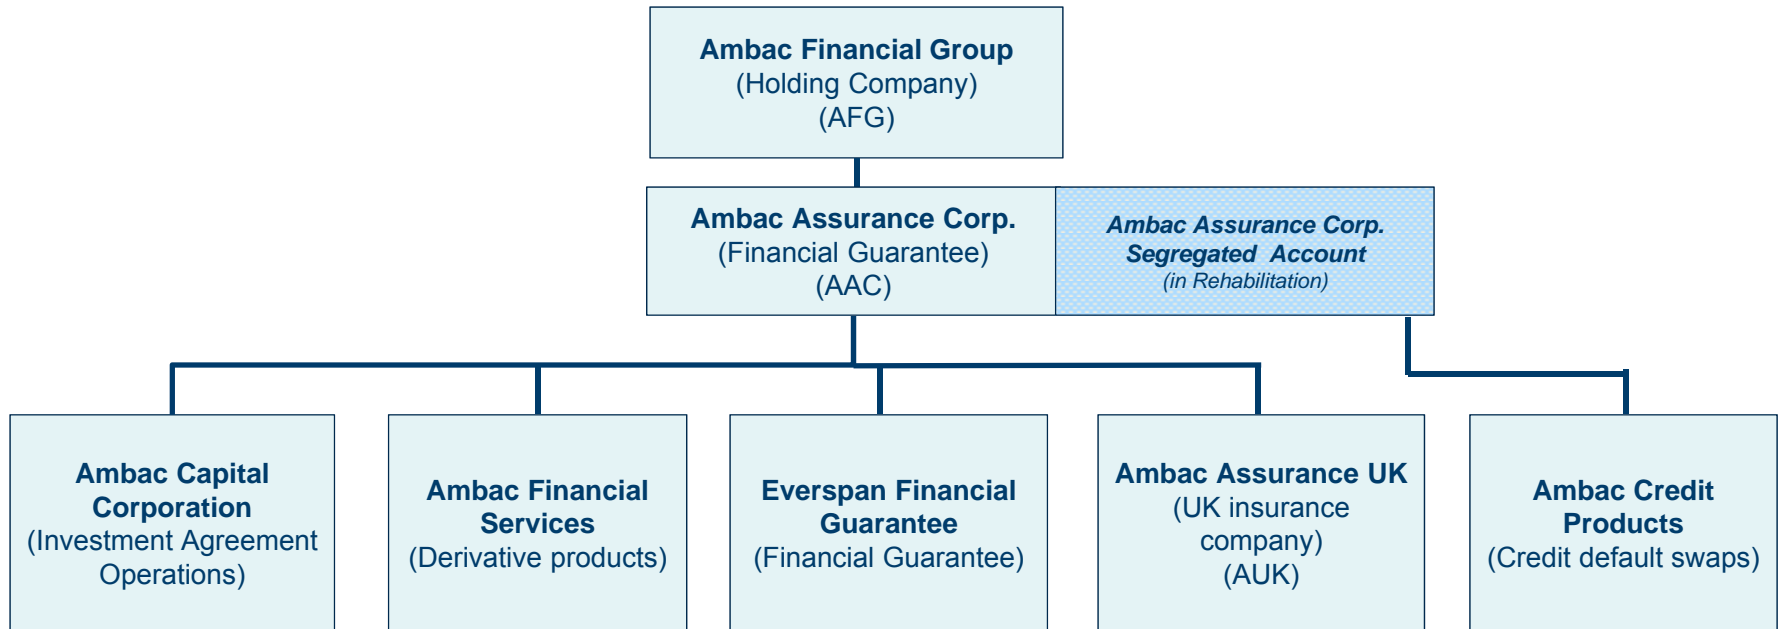 Ambac Financial Group
(Holding Company)
(AFG)
Ambac Assurance Corp.
(Financial Guarantee)
(AAC)
Ambac Assurance Corp.
Segregated Account
(in Rehabilitation)
Ambac Capital
Corporation
(Investment Agreement
Operations)
Ambac Financial
Services
(Derivative products)
Everspan Financial
Guarantee
(Financial Guarantee)
Ambac Assurance UK
(UK insurance
company)
(AUK)
Ambac Credit
Products
(Credit default swaps)